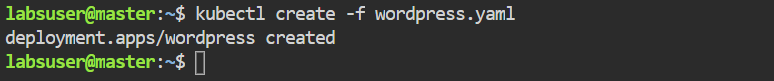 labsuser@master:~$ kubectl create -f wordpress.yaml
deployment.apps/wordpress created
labsuser@master:~$